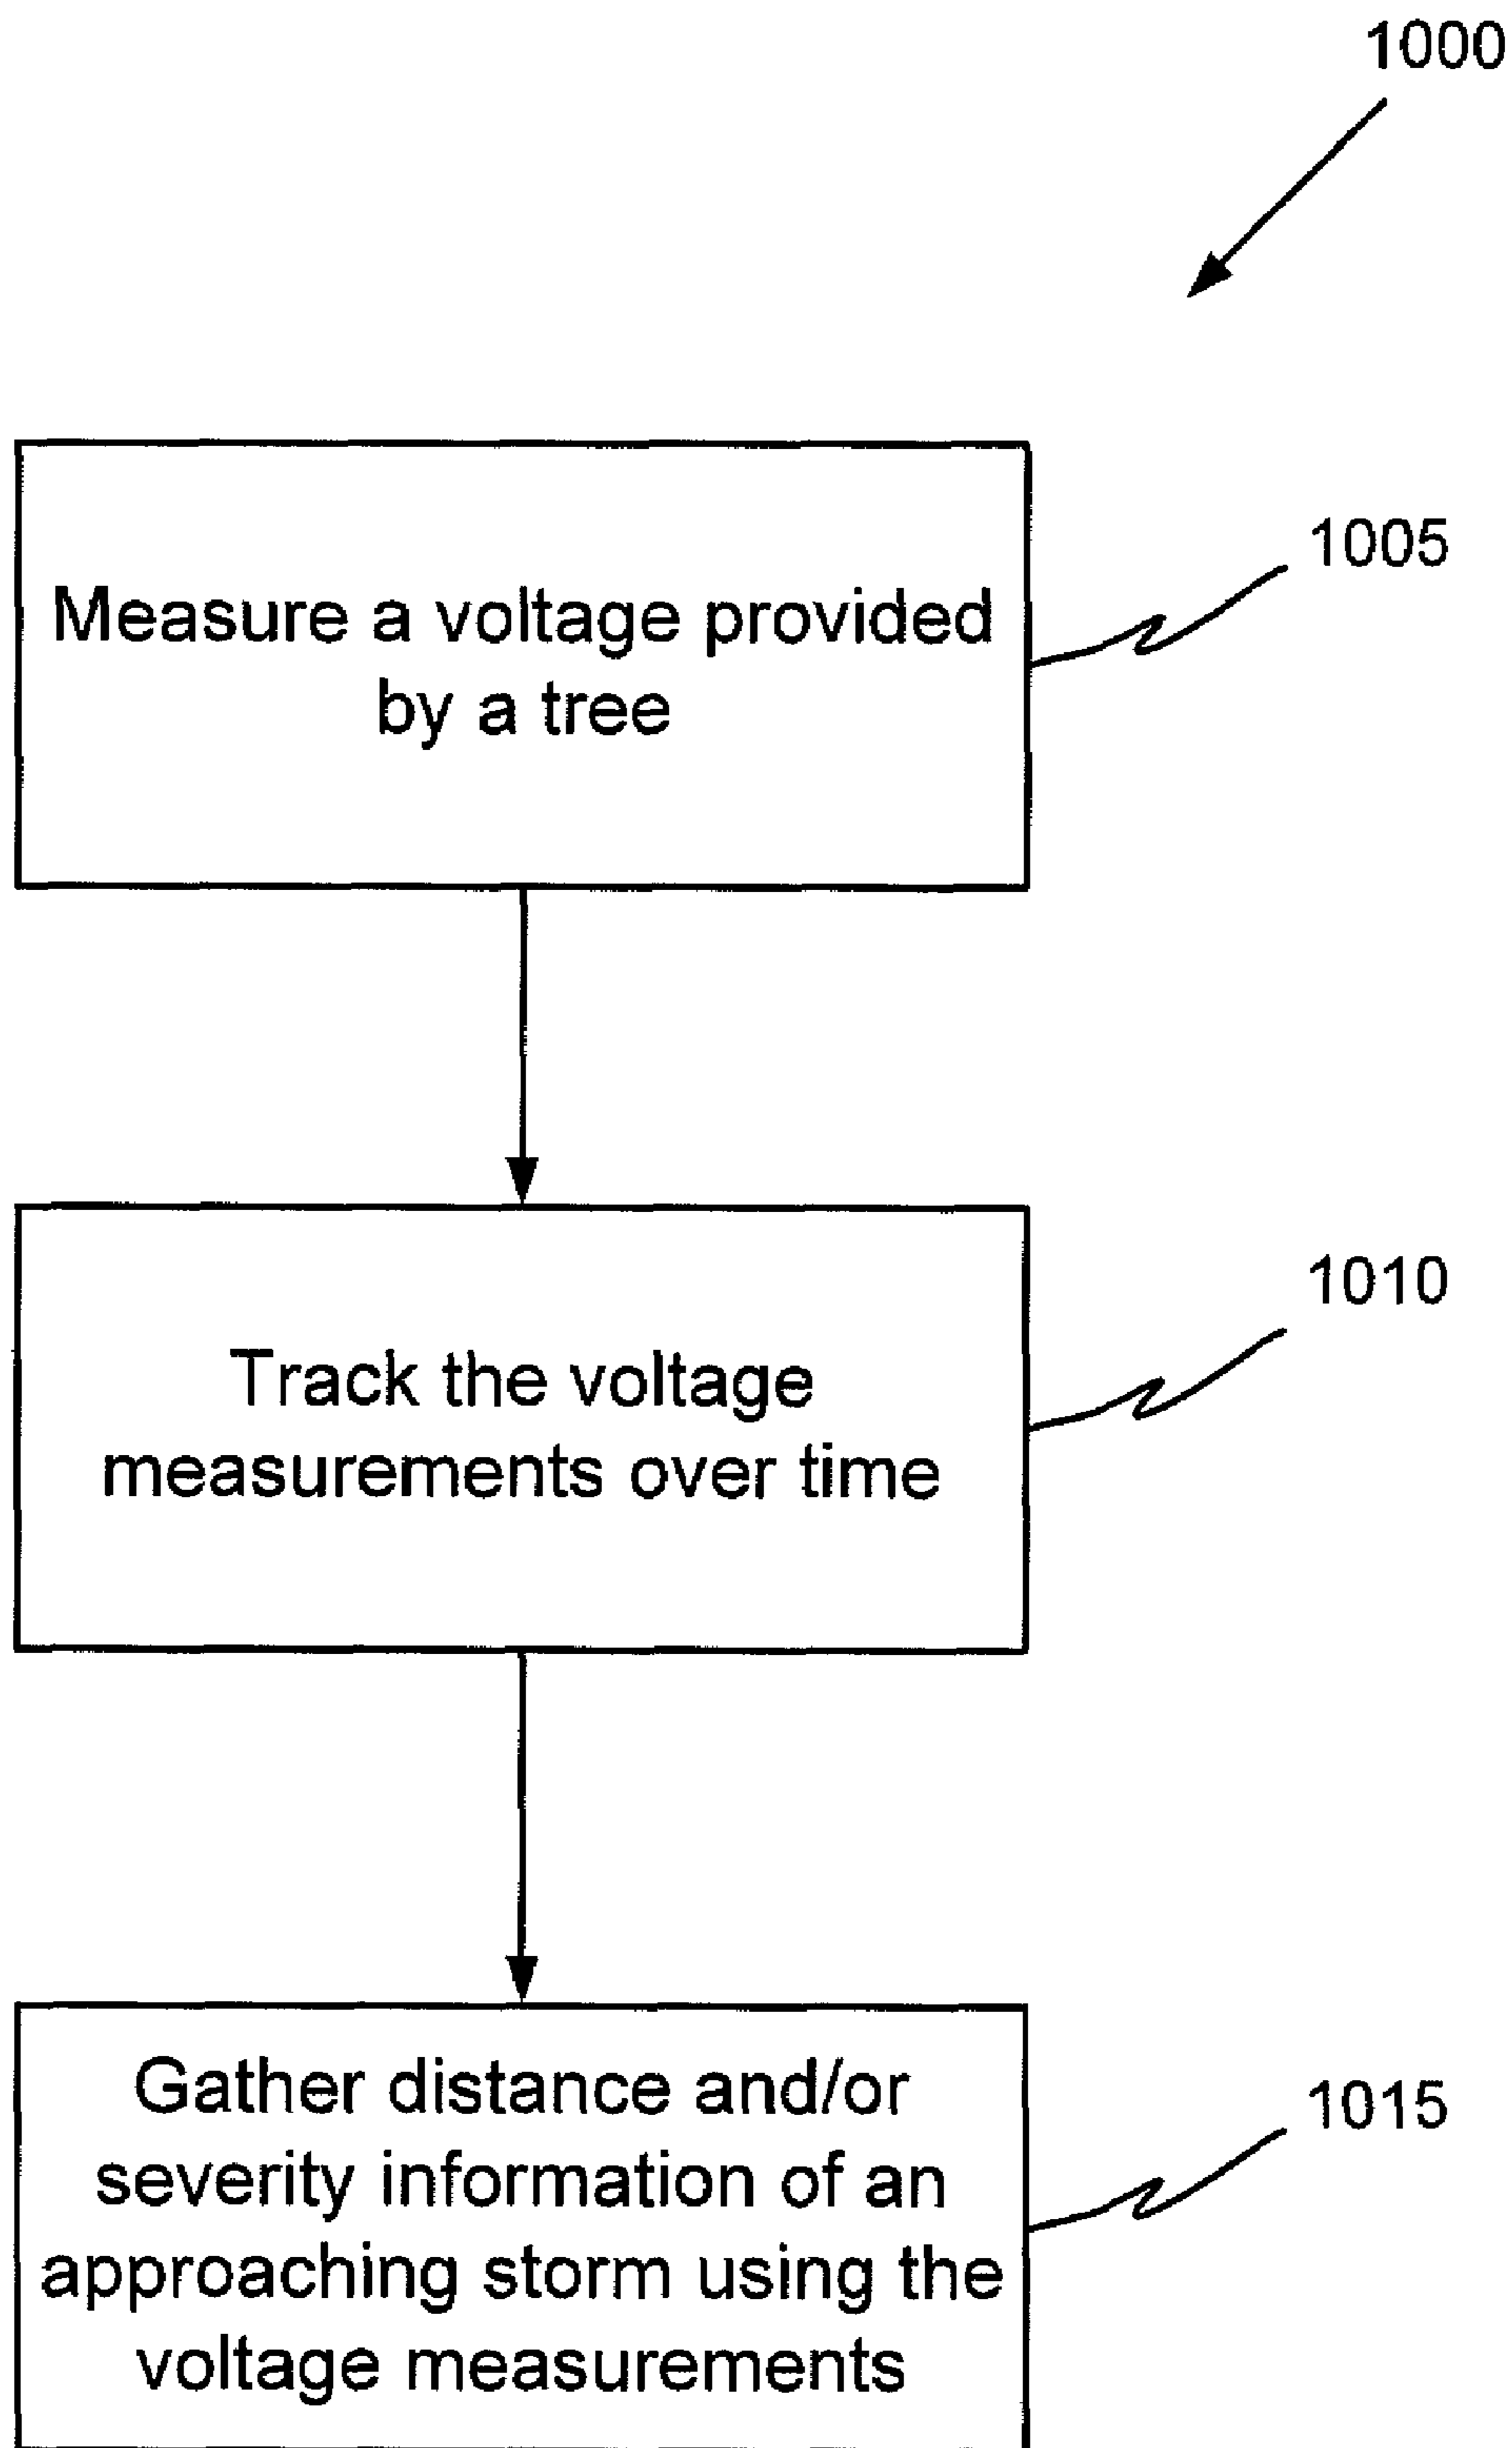 1000
Measure a voltage provided
by a tree
1005
Track the voltage
measurements over time
1010
Gather distance and/or
severity information of an
approaching storm using the
voltage measurements
1015